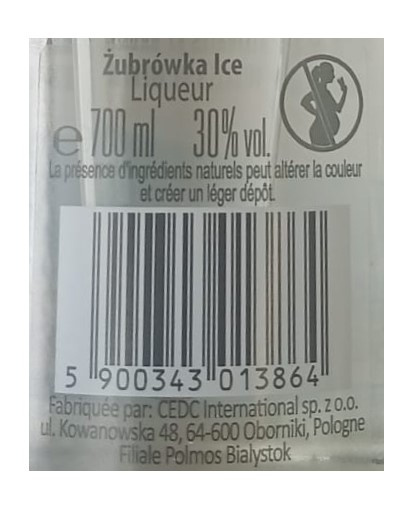 Żubrówka Ice
Liqueur
e 700 ml 30% vol.
La présence d'ingrédients naturels peut altérer la couleur
et créer un léger dépôt.
5 900343 013864
Fabriquée par: CEDC International sp. z o.o.
ul. Kowanowska 48, 64-600 Oborniki, Pologne
Filiale Polmos Bialystok